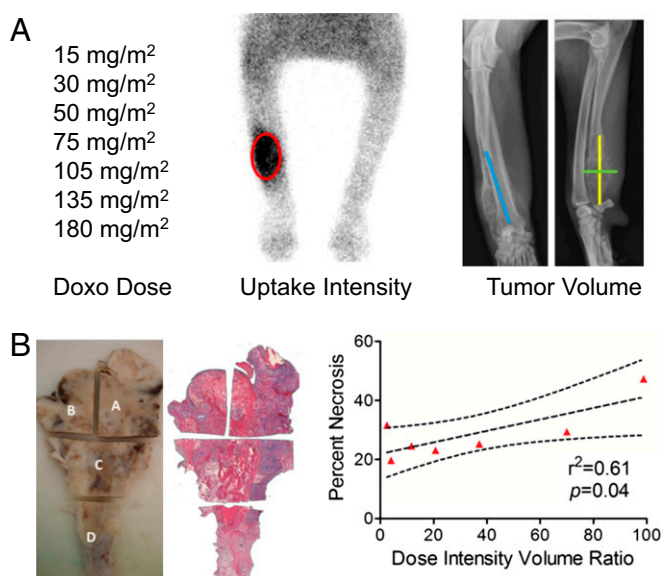 A
15 mg/m²
30 mg/m²
50 mg/m²
75 mg/m²
105 mg/m²
135 mg/m²
180 mg/m²
Doxo Dose
Uptake Intensity
Tumor Volume
B
B
A
C
D
Percent Necrosis
60
40
20
0
r²=0.61
p=0.04
0
20
40
60
80
100
Dose Intensity Volume Ratio